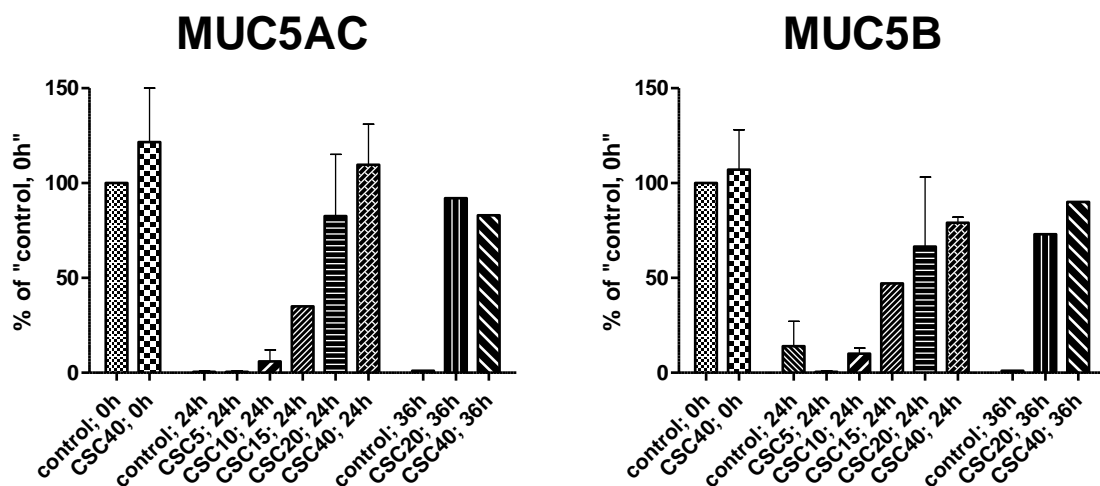 MUC5AC
% of "control, 0h"
150
100
50
0
control; 0h
CSC40; 0h
control; 24h
CSC5; 24h
CSC10; 24h
CSC15; 24h
CSC20; 24h
CSC40; 24h
control; 36h
CSC20; 36h
CSC40; 36h
MUC5B
% of "control, 0h"
150
100
50
0
control; 0h
CSC40; 0h
control; 24h
CSC5; 24h
CSC10; 24h
CSC15; 24h
CSC20; 24h
CSC40; 24h
control; 36h
CSC20; 36h
CSC40; 36h